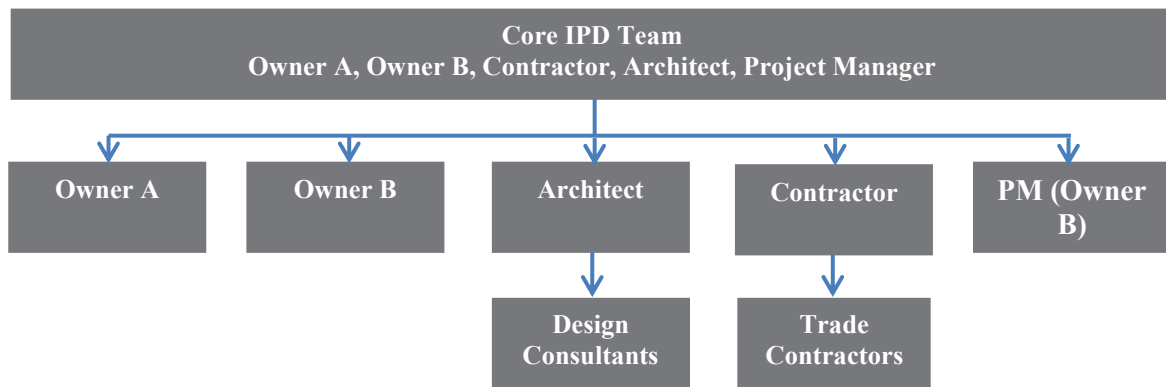 Core IPD Team
Owner A, Owner B, Contractor, Architect, Project Manager
Owner A
Owner B
Architect
Contractor
PM (Owner
B)
Design
Consultants
Trade
Contractors